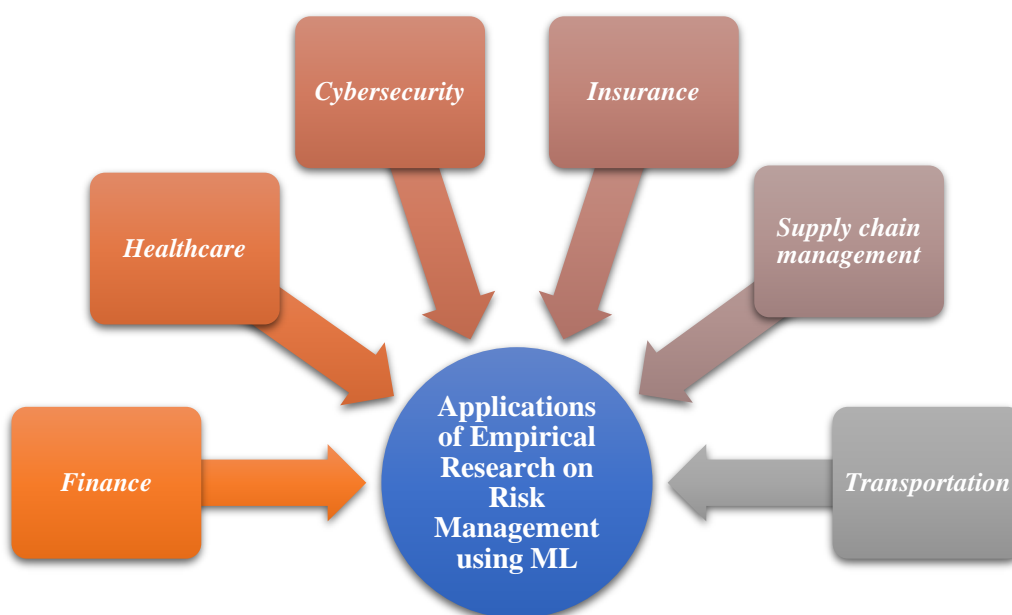 Cybersecurity
Insurance
Healthcare
Supply chain
management
Finance
Applications
of Empirical
Research on
Risk
Management
using ML
Transportation